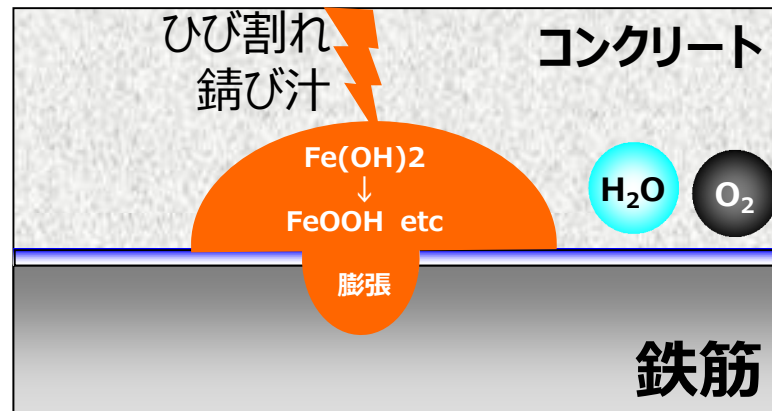 ひび割れ
錆び汁
コンクリート
Fe(OH)2
↓
FeOOH etc
H₂O
O₂
膨張
鉄筋